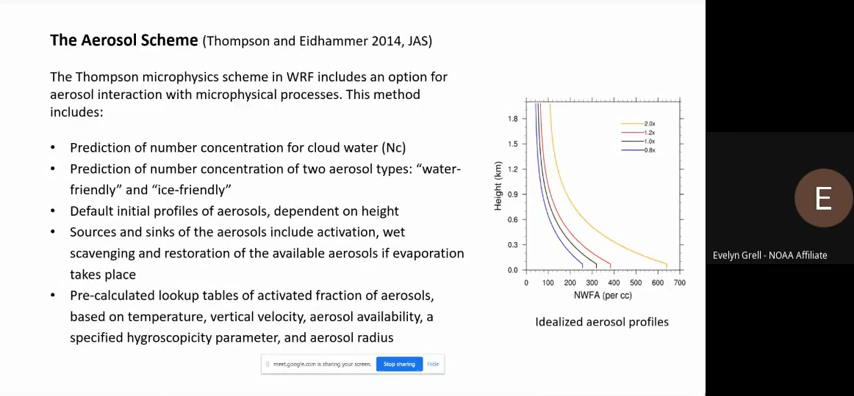 The Aerosol Scheme (Thompson and Eidhammer 2014, JAS)
The Thompson microphysics scheme in WRF includes an option for
aerosol interaction with microphysical processes. This method
includes:
• Prediction of number concentration for cloud water (Nc)
• Prediction of number concentration of two aerosol types: “water-
friendly” and “ice-friendly”
• Default initial profiles of aerosols, dependent on height
• Sources and sinks of the aerosols include activation, wet
scavenging and restoration of the available aerosols if evaporation
takes place
• Pre-calculated lookup tables of activated fraction of aerosols,
based on temperature, vertical velocity, aerosol availability, a
specified hygroscopicity parameter, and aerosol radius
2.0x
1.2x
1.0x
0.8x
1.8
1.5
1.2
0.9
0.6
0.3
0.0
Height (km)
0 100 200 300 400 500 600 700
NWFA (per cc)
Idealized aerosol profiles
meet.google.com is sharing your screen.
Stop sharing
Hide
E
Evelyn Grell - NOAA Affiliate